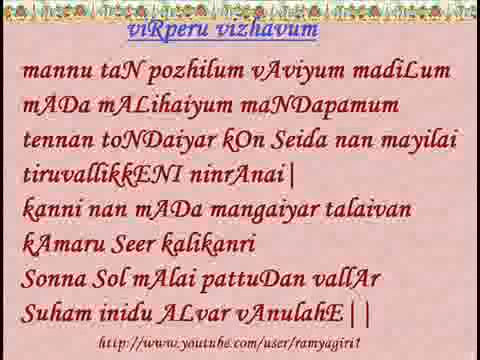 viRperu vizhavum
mannu taN pozhilum vAviyum madiLum
mADa mALihaiyum maNDapamum
tennan toNDaiyar kOn Seida nan mayilai
tiruvallikkENI ninrAnai|
kanni nan mADa mangaiyar talaivan
kAmaru Seer kalikanri
Sonna Sol mAlai pattuDan vallAr
Suham inidu ALvar vAnulahE||
http://www.youtube.com/user/ramyagiri1